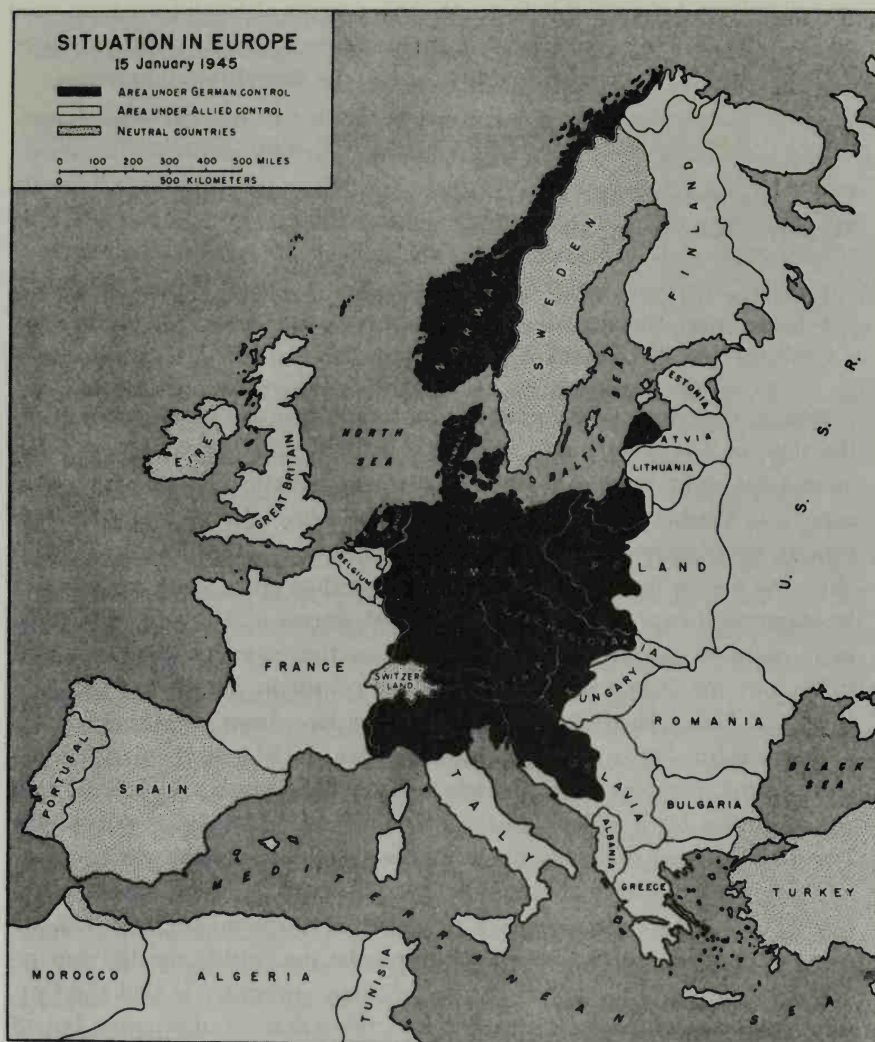 SITUATION IN EUROPE
15 January 1945
AREA UNDER GERMAN CONTROL
AREA UNDER ALLIED CONTROL
NEUTRAL COUNTRIES
0 100 200 300 400 500 MILES
0 500 KILOMETERS
NORWAY
SWEDEN
FINLAND
ESTONIA
ATVIA
LITHUANIA
U. S. S. R.
NORTH
SEA
BALTIC SEA
EIRE
GREAT BRITAIN
BELGIUM
LAND
FRANCE
SWITZER
LAND
UNGARY
ROMANIA
PORTUGAL
SPAIN
TALY
LAVIA
BULGARIA
BLACK
SEA
ALBANIA
GREECE
TURKEY
MEDITERRANEAN SEA
MOROCCO
ALGERIA
TUNISIA